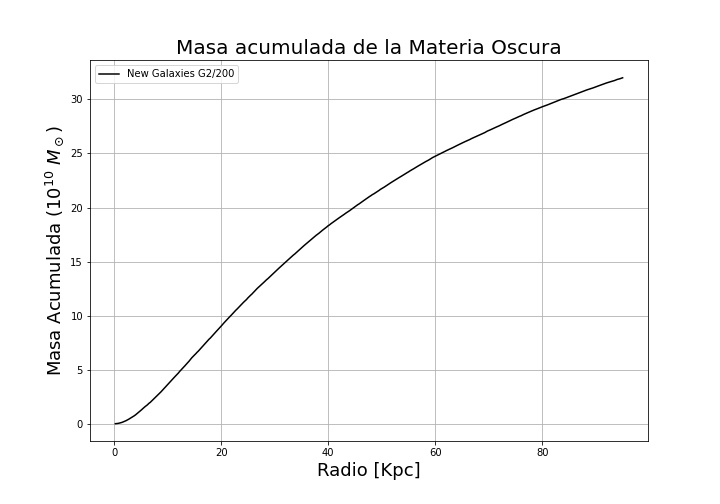 Masa acumulada de la Materia Oscura
New Galaxies G2/200
Masa Acumulada (10¹⁰ M⊙)
30
25
20
15
10
5
0
0 20 40 60 80
Radio [Kpc]